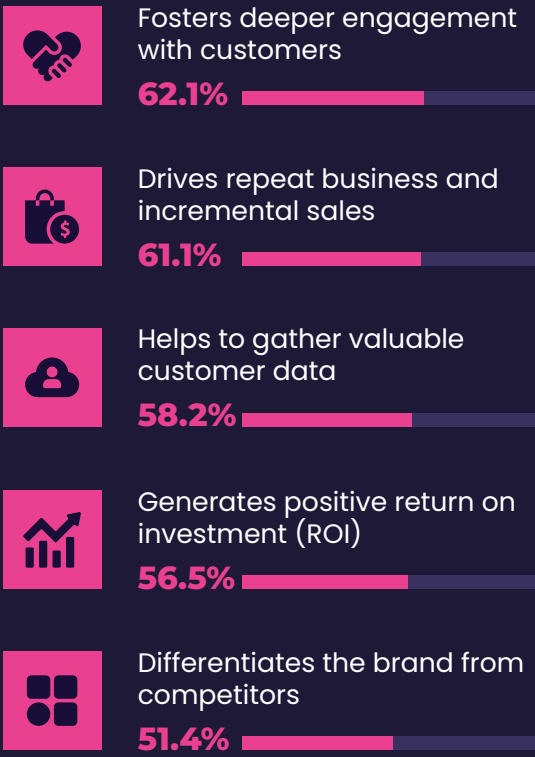 Fosters deeper engagement
with customers
62.1%
Drives repeat business and
incremental sales
$
61.1%
Helps to gather valuable
customer data
58.2%
Generates positive return on
investment (ROI)
56.5%
Differentiates the brand from
competitors
51.4%